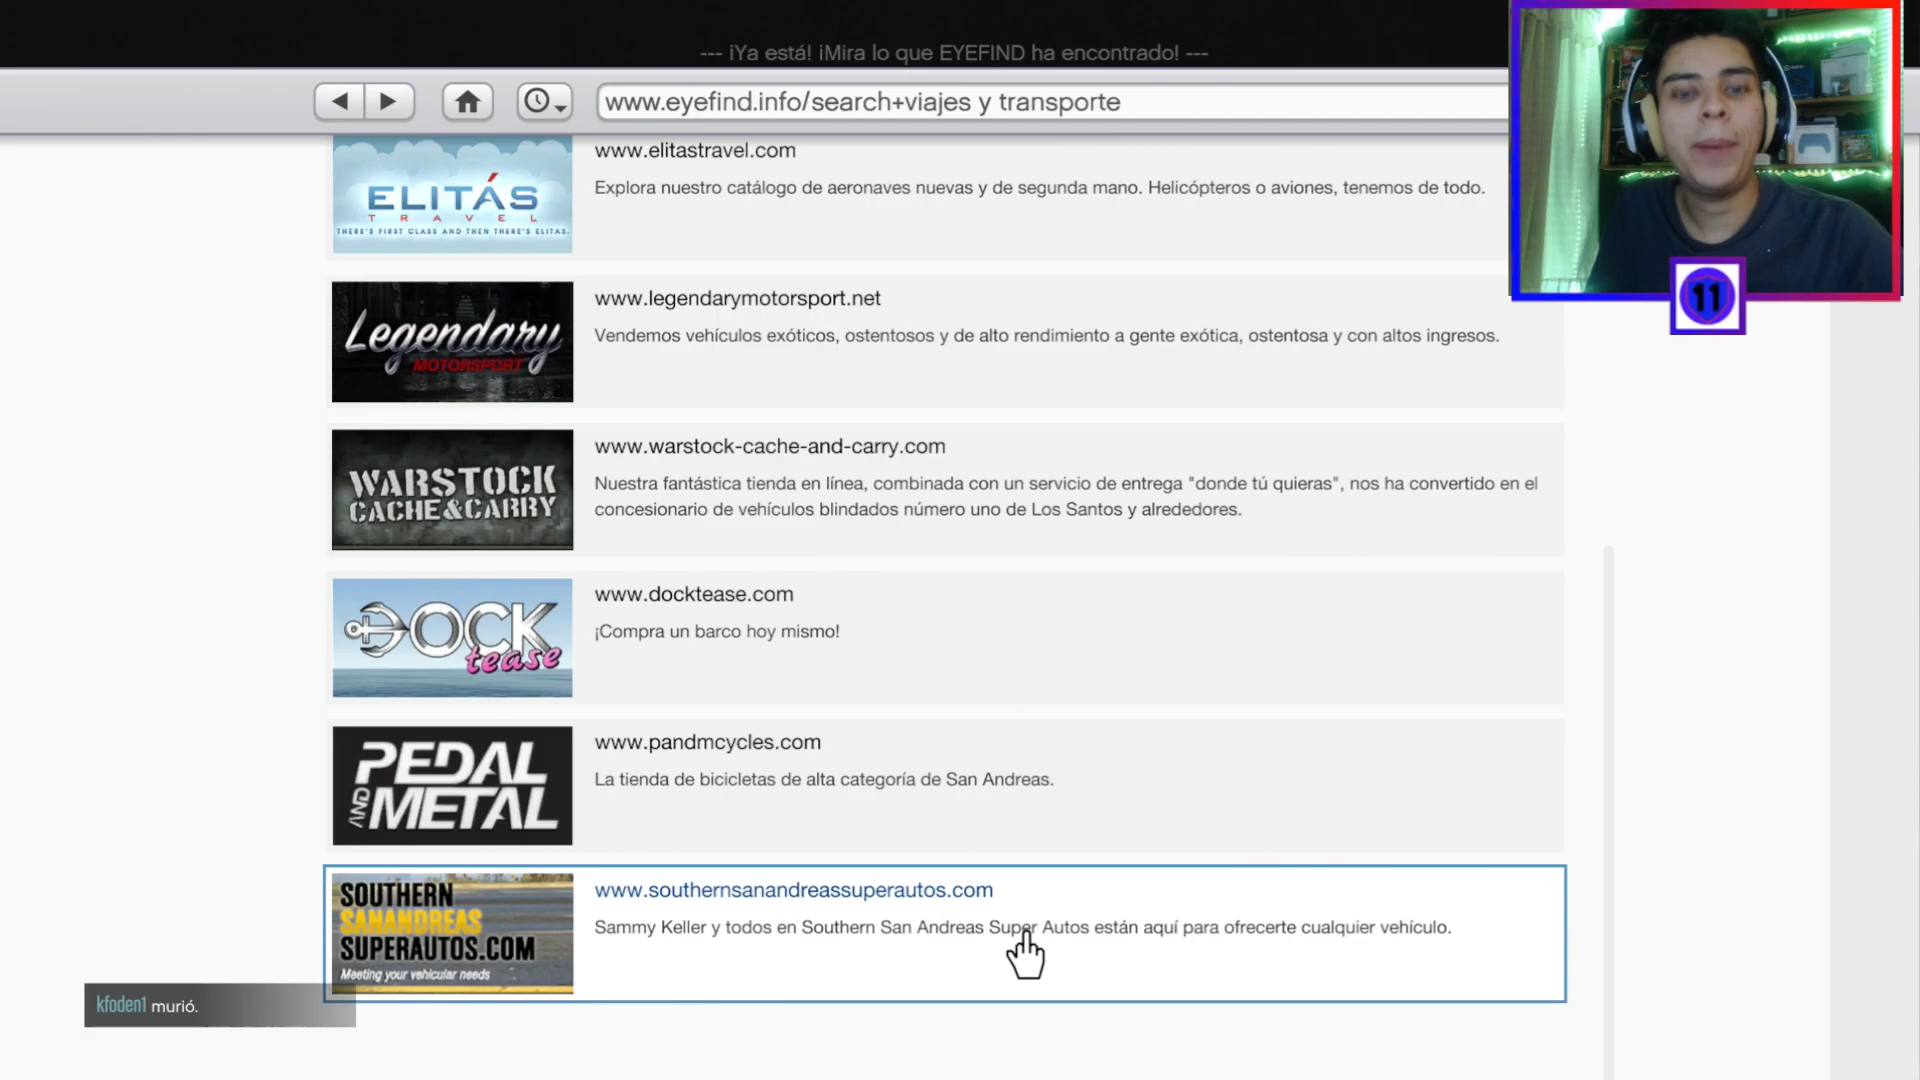 --- ¡Ya está! ¡Mira lo que EYEFIND ha encontrado! ---
www.eyefind.info/search+viajes y transporte
ELITÁS
TRAVEL
THERE'S FIRST CLASS AND THEN THERE'S ELITAS.
www.elitastravel.com
Explora nuestro catálogo de aeronaves nuevas y de segunda mano. Helicópteros o aviones, tenemos de todo.
11
Legendary
MOTORSPORT
www.legendarymotorsport.net
Vendemos vehículos exóticos, ostentosos y de alto rendimiento a gente exótica, ostentosa y con altos ingresos.
WARSTOCK
CACHE&CARRY
www.warstock-cache-and-carry.com
Nuestra fantástica tienda en línea, combinada con un servicio de entrega "donde tú quieras", nos ha convertido en el
concesionario de vehículos blindados número uno de Los Santos y alrededores.
DOCK
tease
www.docktease.com
¡Compra un barco hoy mismo!
PEDAL
AND METAL
www.pandmcycles.com
La tienda de bicicletas de alta categoría de San Andreas.
SOUTHERN
SANANDREAS
SUPERAUTOS.COM
Meeting your vehicular needs
www.southernsanandreassuperautos.com
Sammy Keller y todos en Southern San Andreas Super Autos están aquí para ofrecerte cualquier vehículo.
kfoden1 murió.